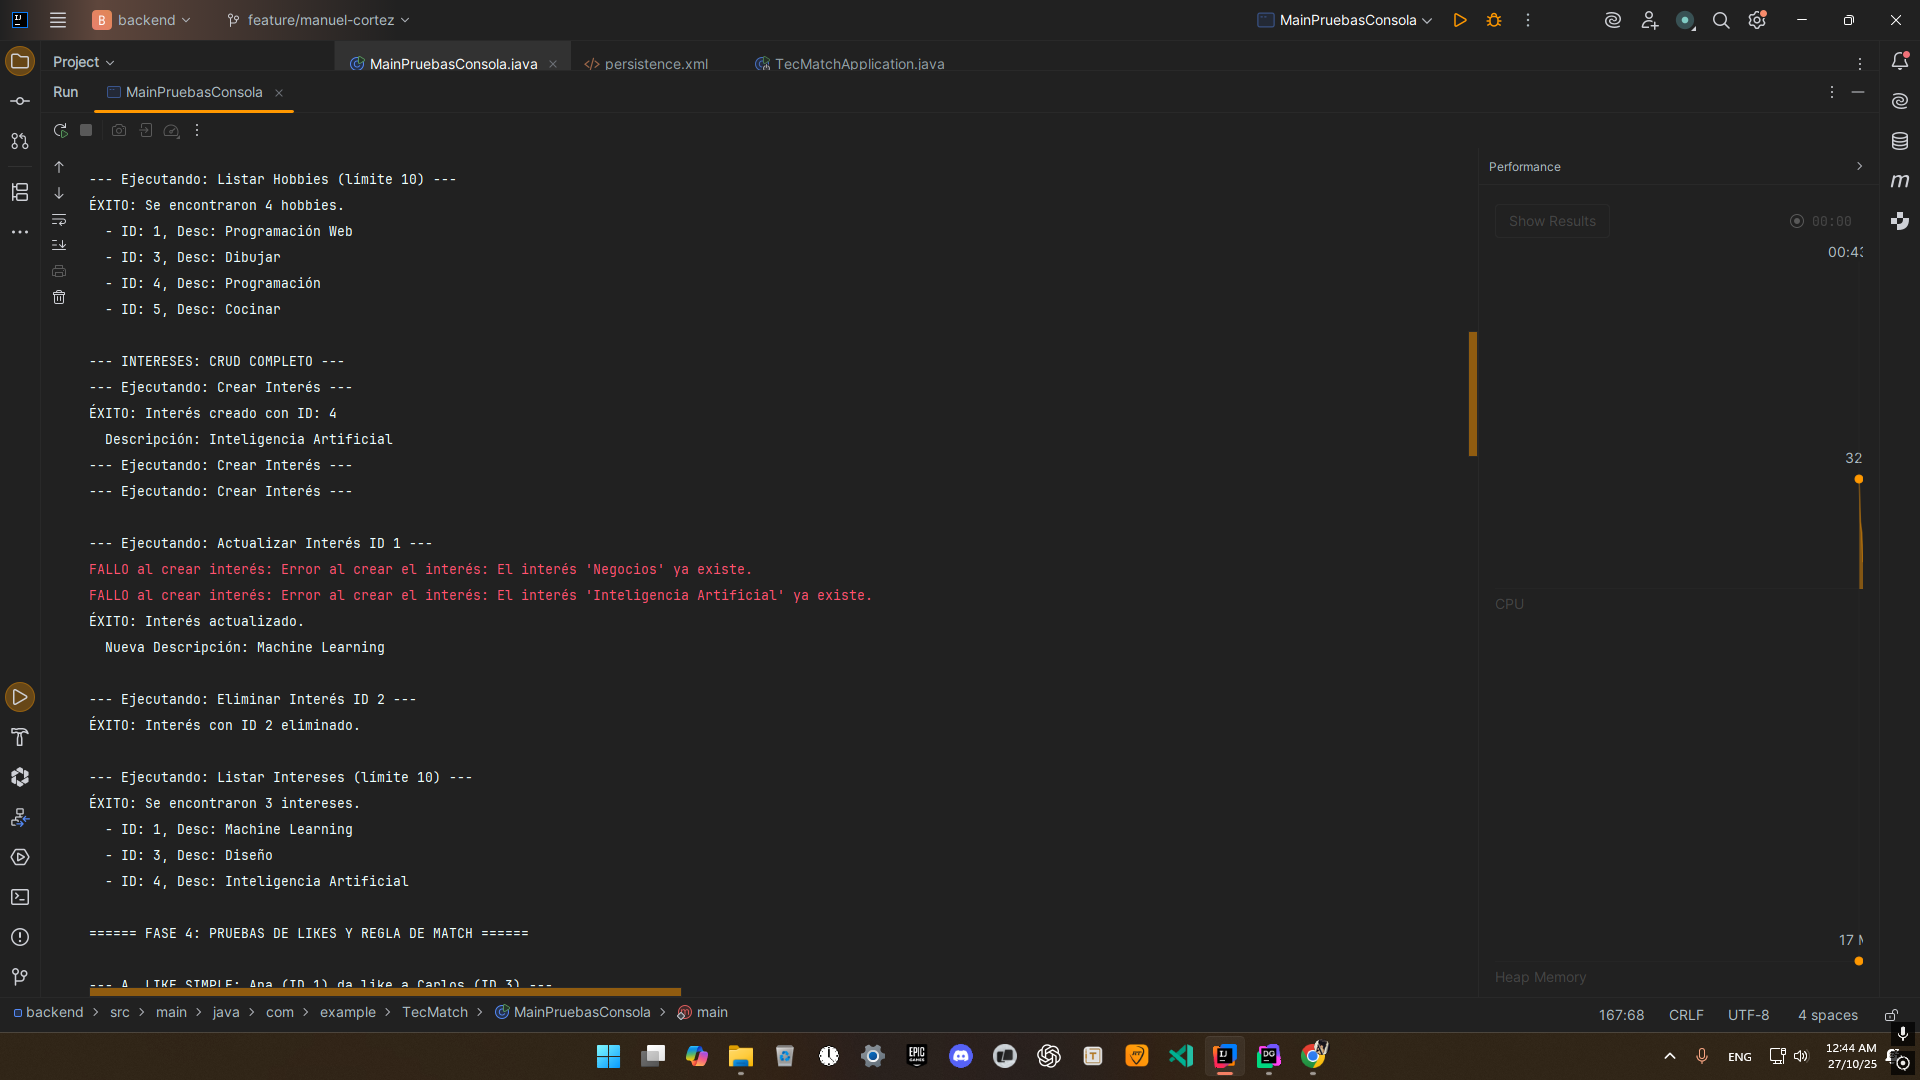 B backend feature/manuel-cortez MainPruebasConsola
Project MainPruebasConsola.java persistence.xml TecMatchApplication.java
Run MainPruebasConsola
--- Ejecutando: Listar Hobbies (límite 10) ---
ÉXITO: Se encontraron 4 hobbies.
- ID: 1, Desc: Programación Web
- ID: 3, Desc: Dibujar
- ID: 4, Desc: Programación
- ID: 5, Desc: Cocinar
--- INTERESES: CRUD COMPLETO ---
--- Ejecutando: Crear Interés ---
ÉXITO: Interés creado con ID: 4
Descripción: Inteligencia Artificial
--- Ejecutando: Crear Interés ---
--- Ejecutando: Crear Interés ---
--- Ejecutando: Actualizar Interés ID 1 ---
FALLO al crear interés: Error al crear el interés: El interés 'Negocios' ya existe.
FALLO al crear interés: Error al crear el interés: El interés 'Inteligencia Artificial' ya existe.
ÉXITO: Interés actualizado.
Nueva Descripción: Machine Learning
--- Ejecutando: Eliminar Interés ID 2 ---
ÉXITO: Interés con ID 2 eliminado.
--- Ejecutando: Listar Intereses (límite 10) ---
ÉXITO: Se encontraron 3 intereses.
- ID: 1, Desc: Machine Learning
- ID: 3, Desc: Diseño
- ID: 4, Desc: Inteligencia Artificial
====== FASE 4: PRUEBAS DE LIKES Y REGLA DE MATCH ======
--- A. LIKE SIMPLE: Ana (ID 1) da like a Carlos (ID 3) ---
Performance
Show Results 00:00
00:43
32
CPU
17 M
Heap Memory
backend > src > main > java > com > example > TecMatch > MainPruebasConsola > main 167:68 CRLF UTF-8 4 spaces
ENG 12:44 AM
27/10/25